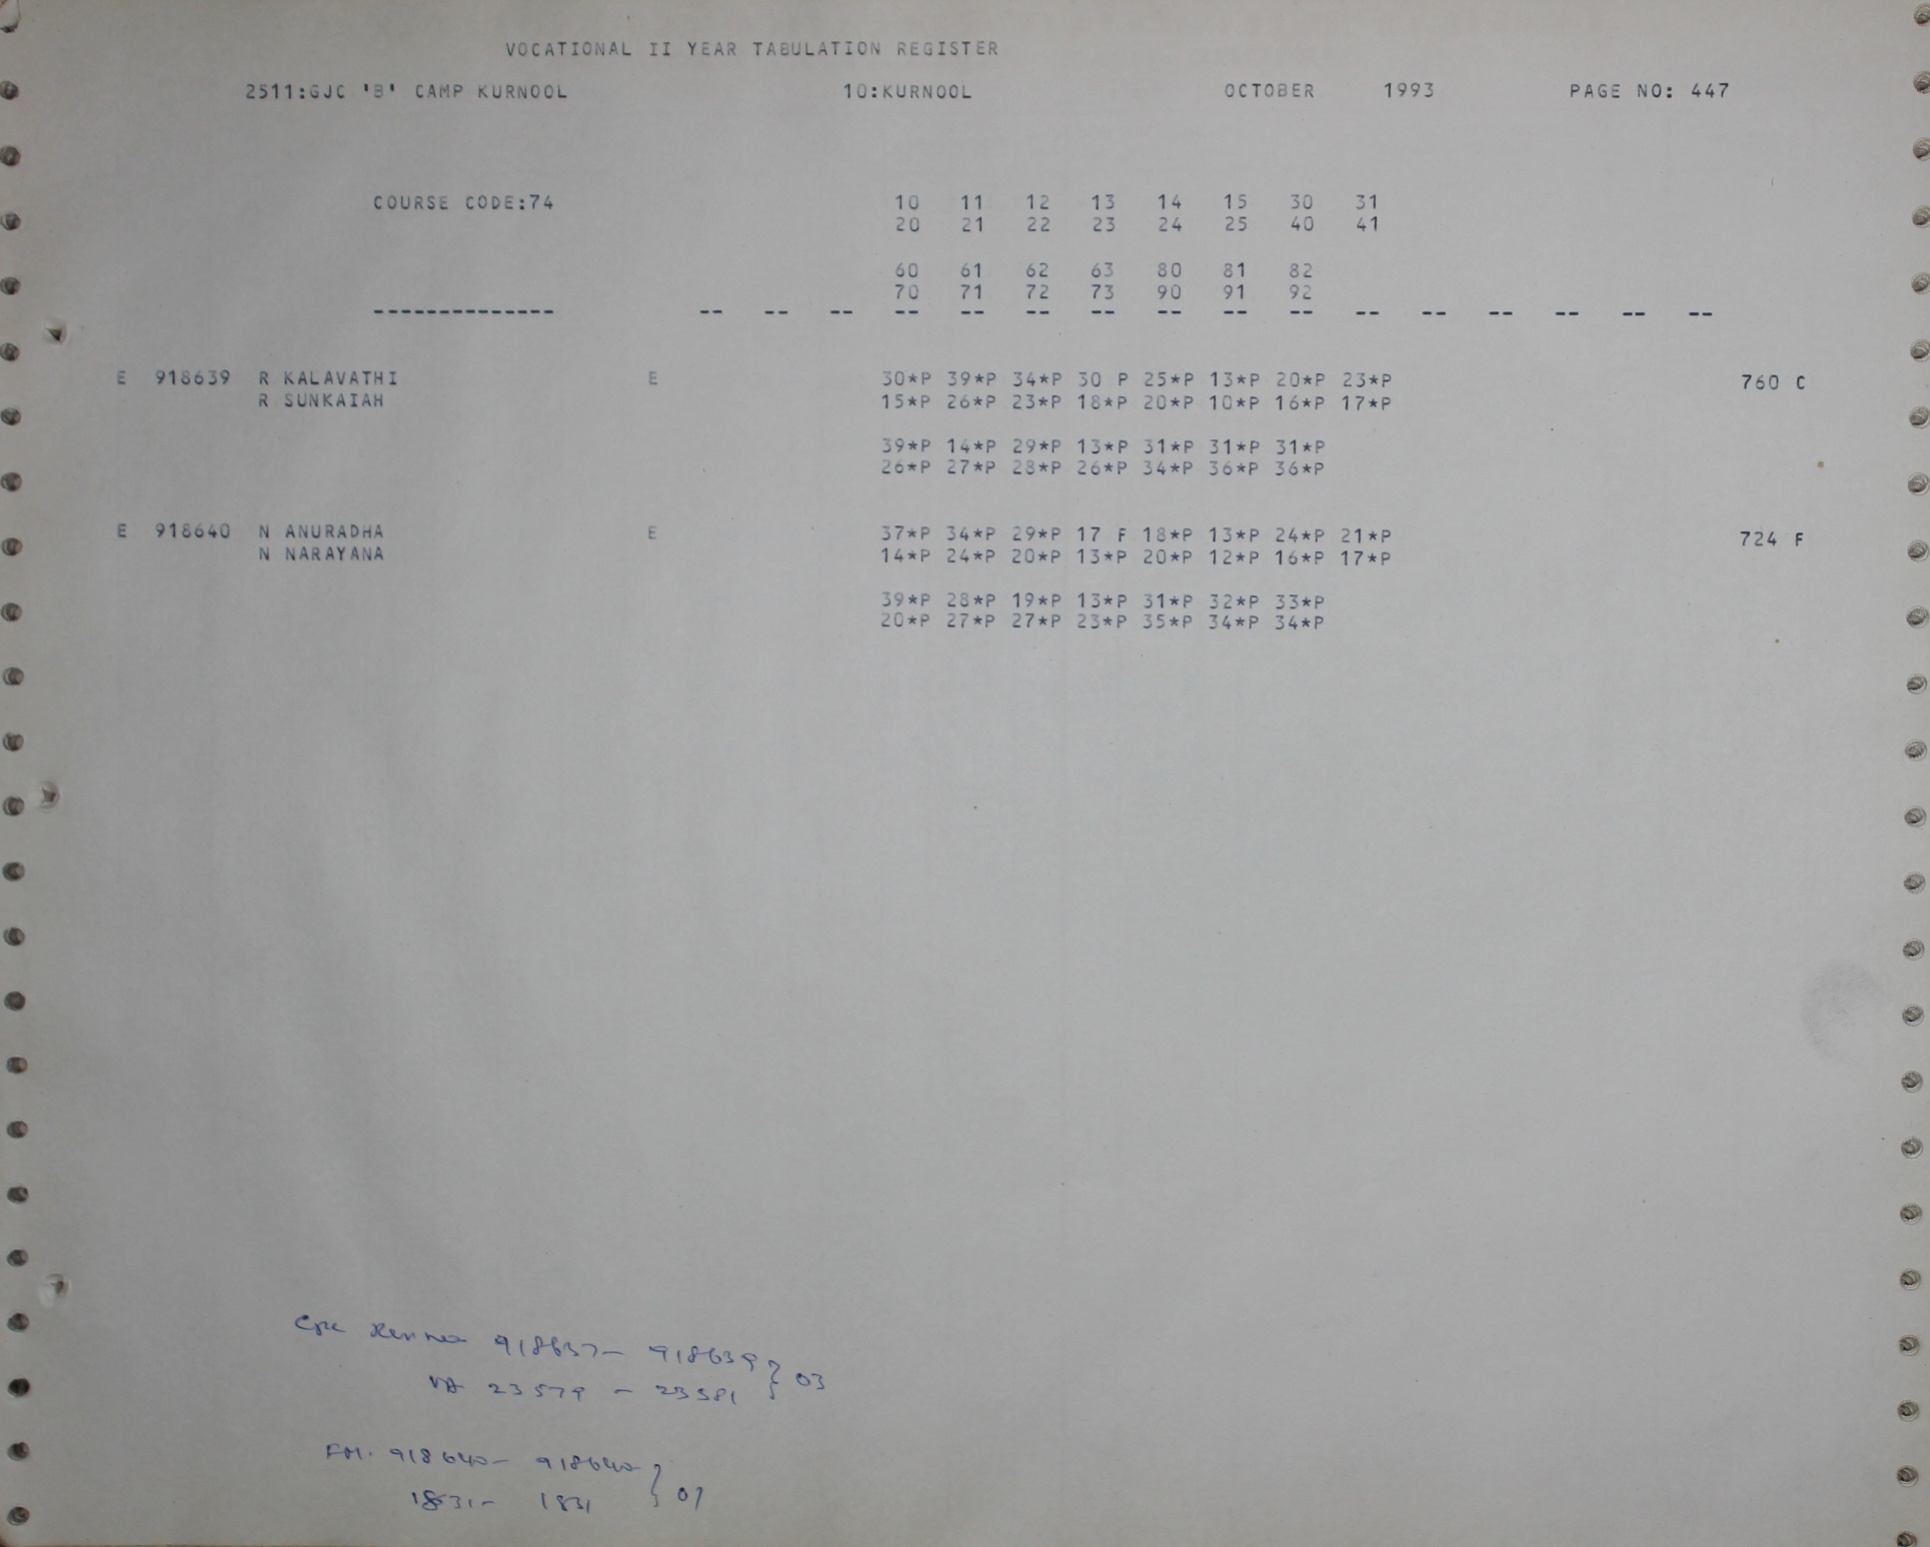 VOCATIONAL II YEAR TABULATION REGISTER
2511:GJC 'B' CAMP KURNOOL 10:KURNOOL OCTOBER 1993 PAGE NO: 447
COURSE CODE:74 10 11 12 13 14 15 30 31
20 21 22 23 24 25 40 41
60 61 62 63 80 81 82
70 71 72 73 90 91 92
-------------- -- -- -- -- -- -- -- -- -- -- -- -- -- -- -- --
E 918639 R KALAVATHI E 30*P 39*P 34*P 30 P 25*P 13*P 20*P 23*P 760 C
R SUNKAIAH 15*P 26*P 23*P 18*P 20*P 10*P 16*P 17*P
39*P 14*P 29*P 13*P 31*P 31*P 31*P
26*P 27*P 28*P 26*P 34*P 36*P 36*P
E 918640 N ANURADHA E 37*P 34*P 29*P 17 F 18*P 13*P 24*P 21*P 724 F
N NARAYANA 14*P 24*P 20*P 13*P 20*P 12*P 16*P 17*P
39*P 28*P 19*P 13*P 31*P 32*P 33*P
20*P 27*P 27*P 23*P 35*P 34*P 34*P
918637- 918639 } 03
23579 - 23581
918640- 918640 } 01
1831- 1831